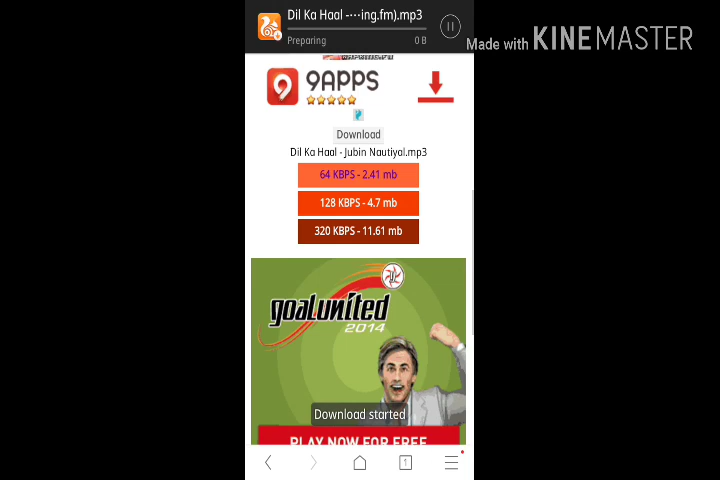 Dil Ka Haal -···ing.fm).mp3
Preparing 0 B
Made with KINEMASTER
9 9APPS
Download
Dil Ka Haal - Jubin Nautiyal.mp3
64 KBPS - 2.41 mb
128 KBPS - 4.7 mb
320 KBPS - 11.61 mb
goalunited
2014
Download started
PLAY NOW FOR FREE
1